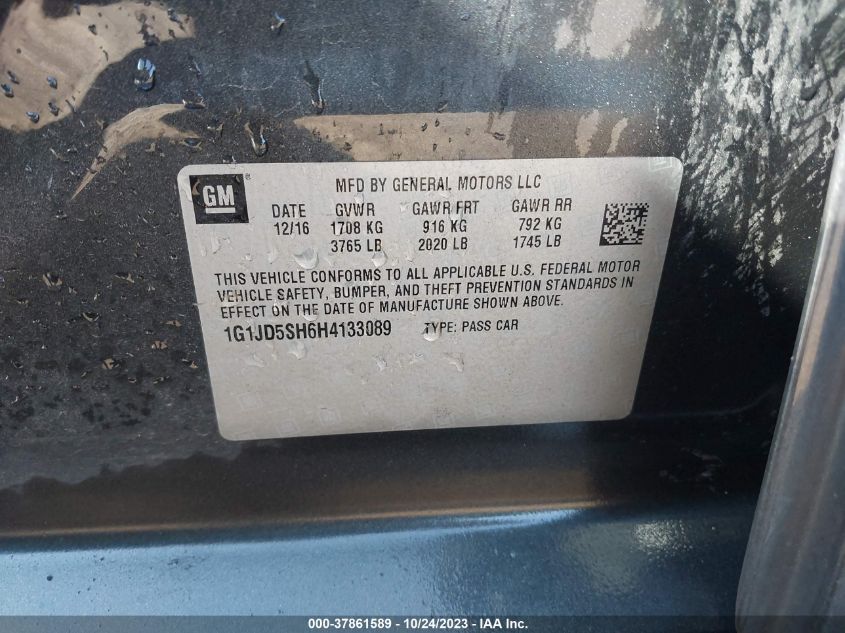 GM
MFD BY GENERAL MOTORS LLC
DATE GVWR GAWR FRT GAWR RR
12/16 1708 KG 916 KG 792 KG
3765 LB 2020 LB 1745 LB
THIS VEHICLE CONFORMS TO ALL APPLICABLE U.S. FEDERAL MOTOR
VEHICLE SAFETY, BUMPER, AND THEFT PREVENTION STANDARDS IN
EFFECT ON THE DATE OF MANUFACTURE SHOWN ABOVE.
1G1JD5SH6H4133089 TYPE: PASS CAR
000-37861589 - 10/24/2023 - IAA Inc.